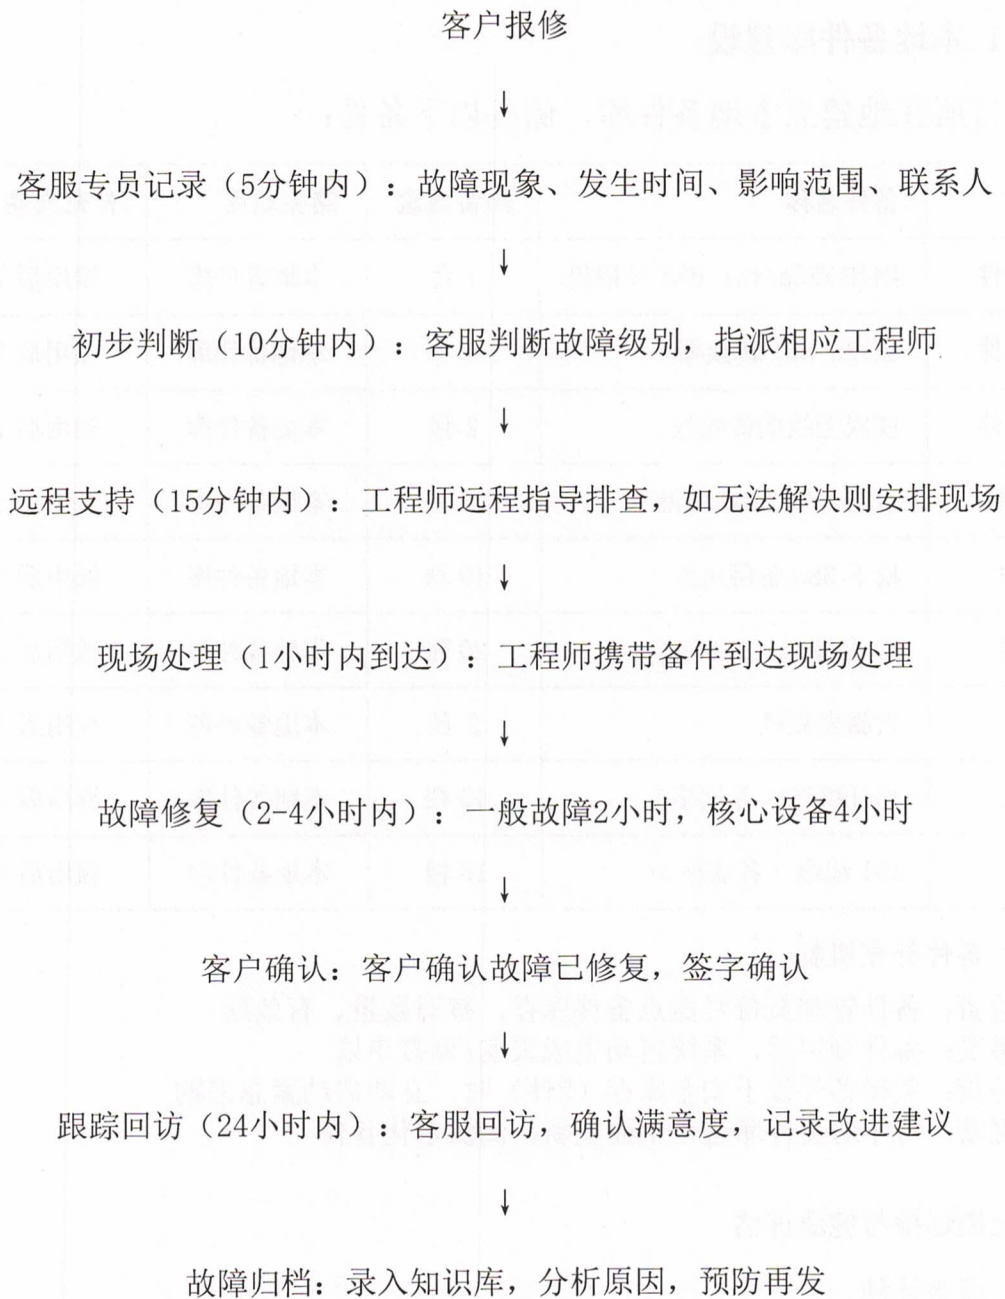 客户报修
↓
客服专员记录（5分钟内）：故障现象、发生时间、影响范围、联系人
↓
初步判断（10分钟内）：客服判断故障级别，指派相应工程师
↓
远程支持（15分钟内）：工程师远程指导排查，如无法解决则安排现场
↓
现场处理（1小时内到达）：工程师携带备件到达现场处理
↓
故障修复（2-4小时内）：一般故障2小时，核心设备4小时
↓
客户确认：客户确认故障已修复，签字确认
↓
跟踪回访（24小时内）：客服回访，确认满意度，记录改进建议
↓
故障归档：录入知识库，分析原因，预防再发